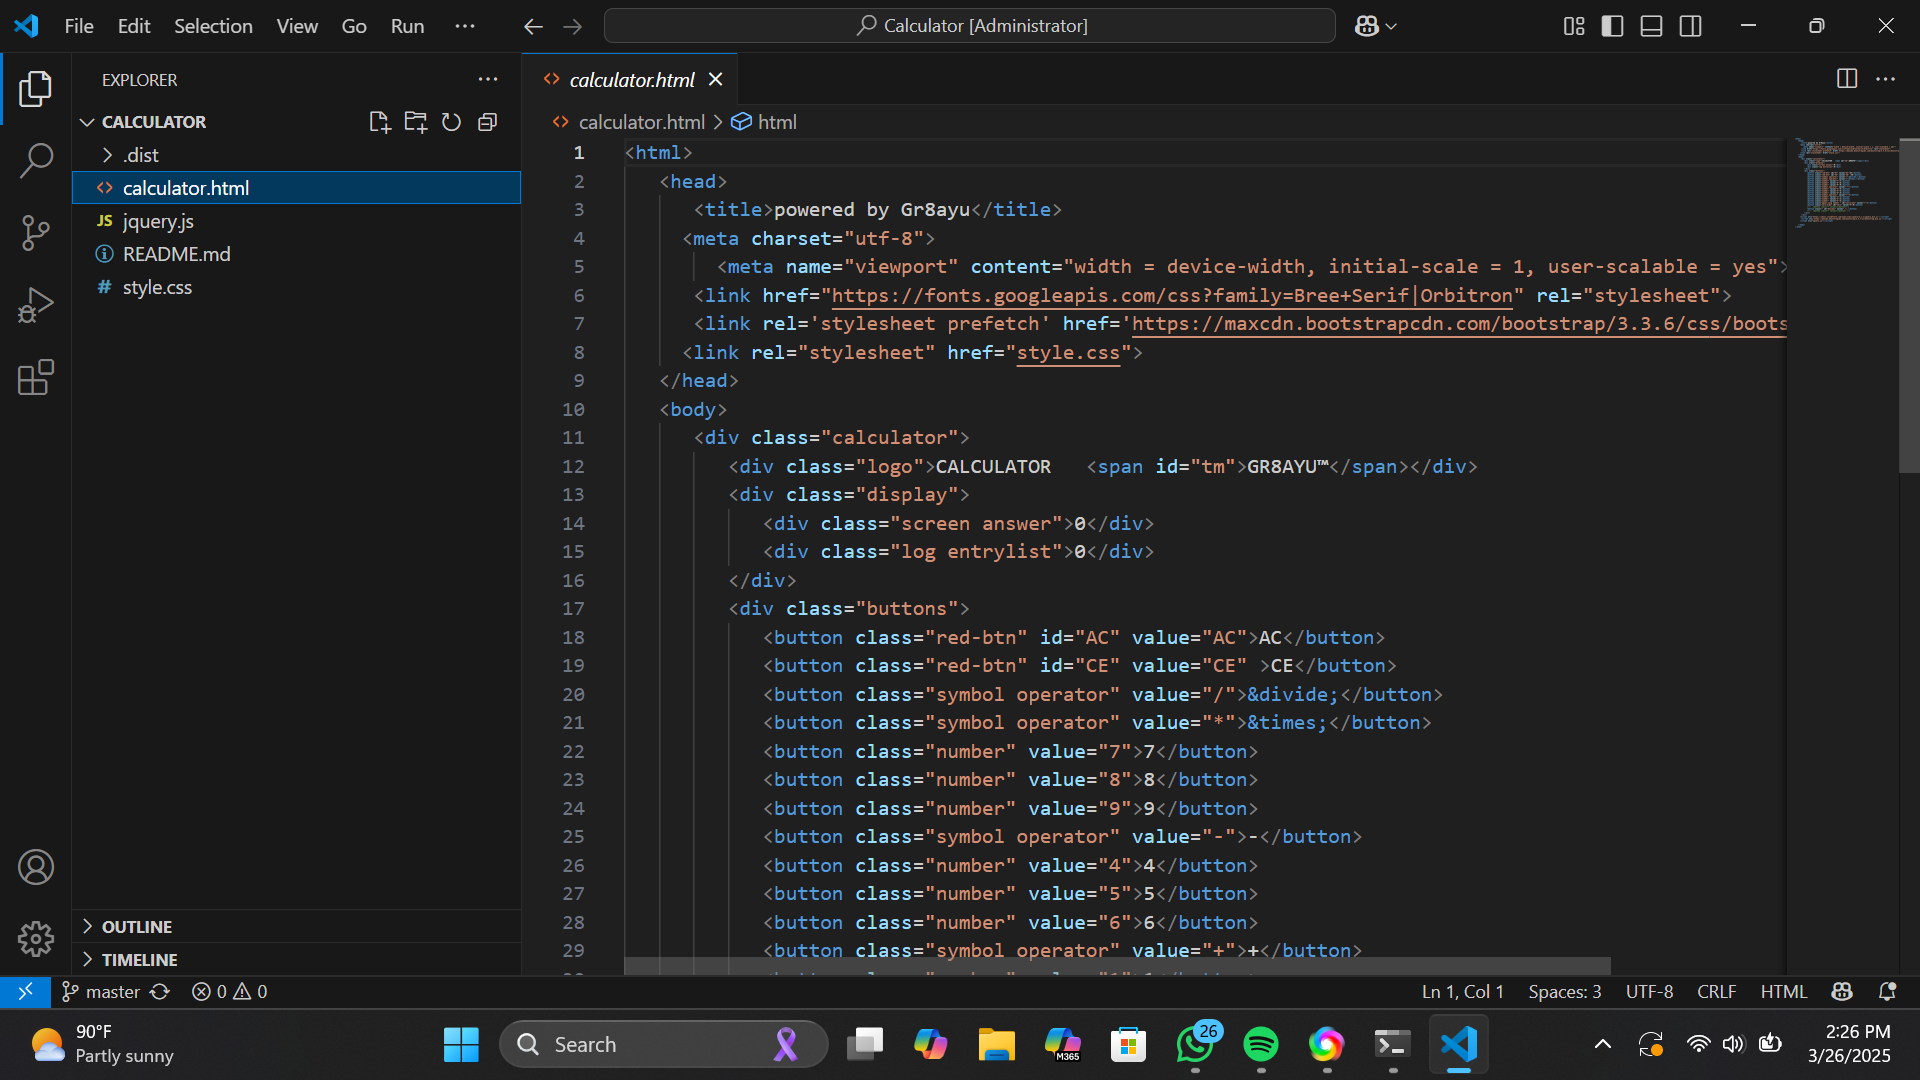 File Edit Selection View Go Run ···
Calculator [Administrator]
EXPLORER
CALCULATOR
.dist
calculator.html
JS jquery.js
README.md
# style.css
OUTLINE
TIMELINE
calculator.html
calculator.html > html
1 <html>
2 <head>
3 <title>powered by Gr8ayu</title>
4 <meta charset="utf-8">
5 <meta name="viewport" content="width = device-width, initial-scale = 1, user-scalable = yes">
6 <link href="https://fonts.googleapis.com/css?family=Bree+Serif|Orbitron" rel="stylesheet">
7 <link rel='stylesheet prefetch' href='https://maxcdn.bootstrapcdn.com/bootstrap/3.3.6/css/boots
8 <link rel="stylesheet" href="style.css">
9 </head>
10 <body>
11 <div class="calculator">
12 <div class="logo">CALCULATOR <span id="tm">GR8AYU™</span></div>
13 <div class="display">
14 <div class="screen answer">0</div>
15 <div class="log entrylist">0</div>
16 </div>
17 <div class="buttons">
18 <button class="red-btn" id="AC" value="AC">AC</button>
19 <button class="red-btn" id="CE" value="CE" >CE</button>
20 <button class="symbol operator" value="/">&divide;</button>
21 <button class="symbol operator" value="*">&times;</button>
22 <button class="number" value="7">7</button>
23 <button class="number" value="8">8</button>
24 <button class="number" value="9">9</button>
25 <button class="symbol operator" value="-">-</button>
26 <button class="number" value="4">4</button>
27 <button class="number" value="5">5</button>
28 <button class="number" value="6">6</button>
29 <button class="symbol operator" value="+">+</button>
master 0 0
Ln 1, Col 1 Spaces: 3 UTF-8 CRLF HTML
90°F
Partly sunny
Search
M365
26
2:26 PM
3/26/2025